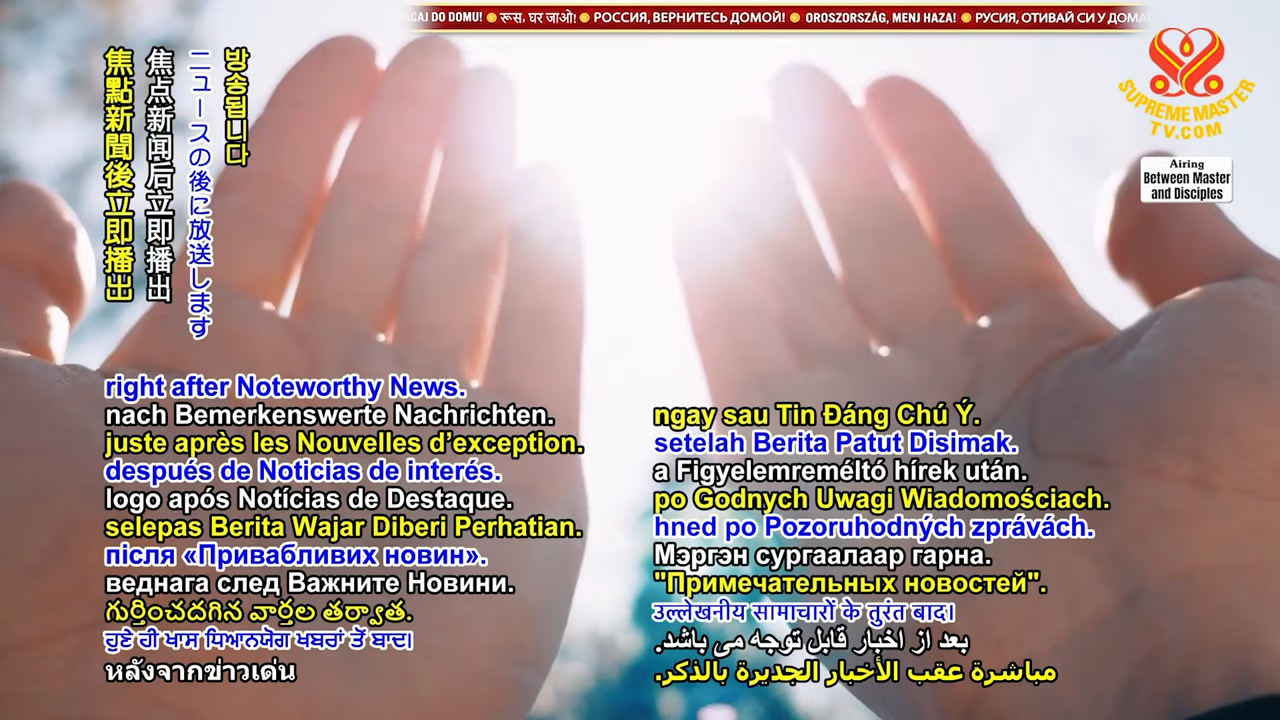 ACAJ DO DOMU! रूस, घर जाओ! РОССИЯ, ВЕРНИТЕСЬ ДОМОЙ! OROSZORSZÁG, MENJ HAZA! РУСИЯ, ОТИВАЙ СИ У ДОМА
SUPREME MASTER
TV.COM
Airing
Between Master
and Disciples
방송됩니다
ニュースの後に放送します
焦点新闻后立即播出
焦點新聞後立即播出
right after Noteworthy News.
nach Bemerkenswerte Nachrichten.
juste après les Nouvelles d’exception.
después de Noticias de interés.
logo após Notícias de Destaque.
selepas Berita Wajar Diberi Perhatian.
після «Привабливих новин».
веднага след Важните Новини.
గుర్తించదగిన వార్తల తర్వాత.
ਹੁਣੇ ਹੀ ਖਾਸ ਧਿਆਨਯੋਗ ਖਬਰਾਂ ਤੋਂ ਬਾਦ।
หลังจากข่าวเด่น
ngay sau Tin Đáng Chú Ý.
setelah Berita Patut Disimak.
a Figyelemreméltó hírek után.
po Godnych Uwagi Wiadomościach.
hned po Pozoruhodných zprávách.
Мэргэн сургаалаар гарна.
"Примечательных новостей".
उल्लेखनीय सामाचारों के तुरंत बाद।
بعد از اخبار قابل توجه می باشد.
مباشرة عقب الأخبار الجديرة بالذكر.